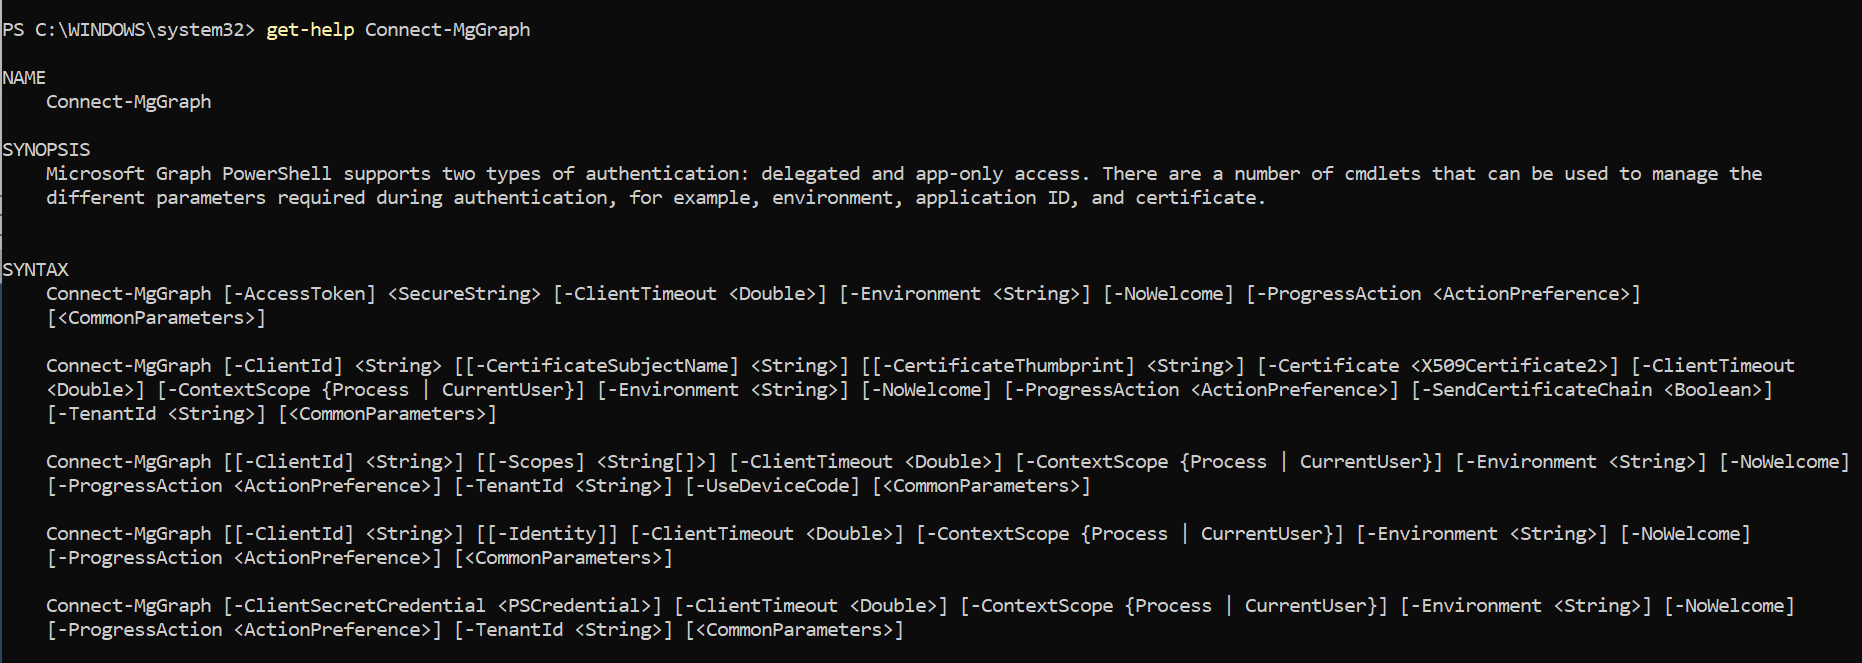 PS C:\WINDOWS\system32> get-help Connect-MgGraph
NAME
Connect-MgGraph
SYNOPSIS
Microsoft Graph PowerShell supports two types of authentication: delegated and app-only access. There are a number of cmdlets that can be used to manage the
different parameters required during authentication, for example, environment, application ID, and certificate.
SYNTAX
Connect-MgGraph [-AccessToken] <SecureString> [-ClientTimeout <Double>] [-Environment <String>] [-NoWelcome] [-ProgressAction <ActionPreference>]
[<CommonParameters>]
Connect-MgGraph [-ClientId] <String> [[-CertificateSubjectName] <String>] [[-CertificateThumbprint] <String>] [-Certificate <X509Certificate2>] [-ClientTimeout
<Double>] [-ContextScope {Process | CurrentUser}] [-Environment <String>] [-NoWelcome] [-ProgressAction <ActionPreference>] [-SendCertificateChain <Boolean>]
[-TenantId <String>] [<CommonParameters>]
Connect-MgGraph [[-ClientId] <String>] [[-Scopes] <String[]>] [-ClientTimeout <Double>] [-ContextScope {Process | CurrentUser}] [-Environment <String>] [-NoWelcome]
[-ProgressAction <ActionPreference>] [-TenantId <String>] [-UseDeviceCode] [<CommonParameters>]
Connect-MgGraph [[-ClientId] <String>] [[-Identity]] [-ClientTimeout <Double>] [-ContextScope {Process | CurrentUser}] [-Environment <String>] [-NoWelcome]
[-ProgressAction <ActionPreference>] [<CommonParameters>]
Connect-MgGraph [-ClientSecretCredential <PSCredential>] [-ClientTimeout <Double>] [-ContextScope {Process | CurrentUser}] [-Environment <String>] [-NoWelcome]
[-ProgressAction <ActionPreference>] [-TenantId <String>] [<CommonParameters>]